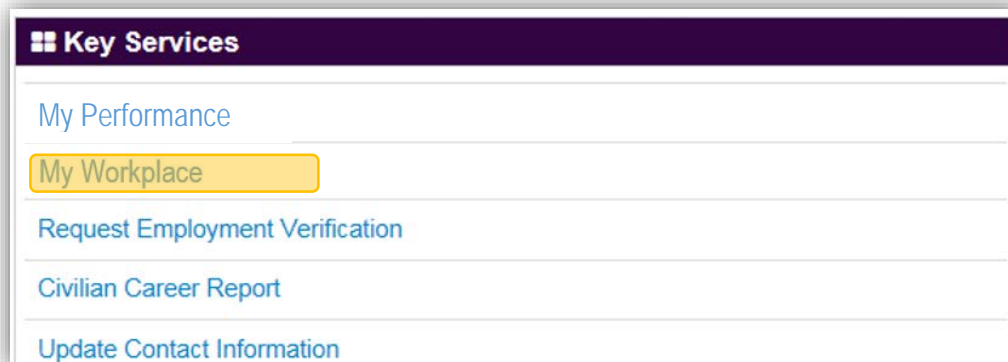 Key Services
My Performance
My Workplace
Request Employment Verification
Civilian Career Report
Update Contact Information